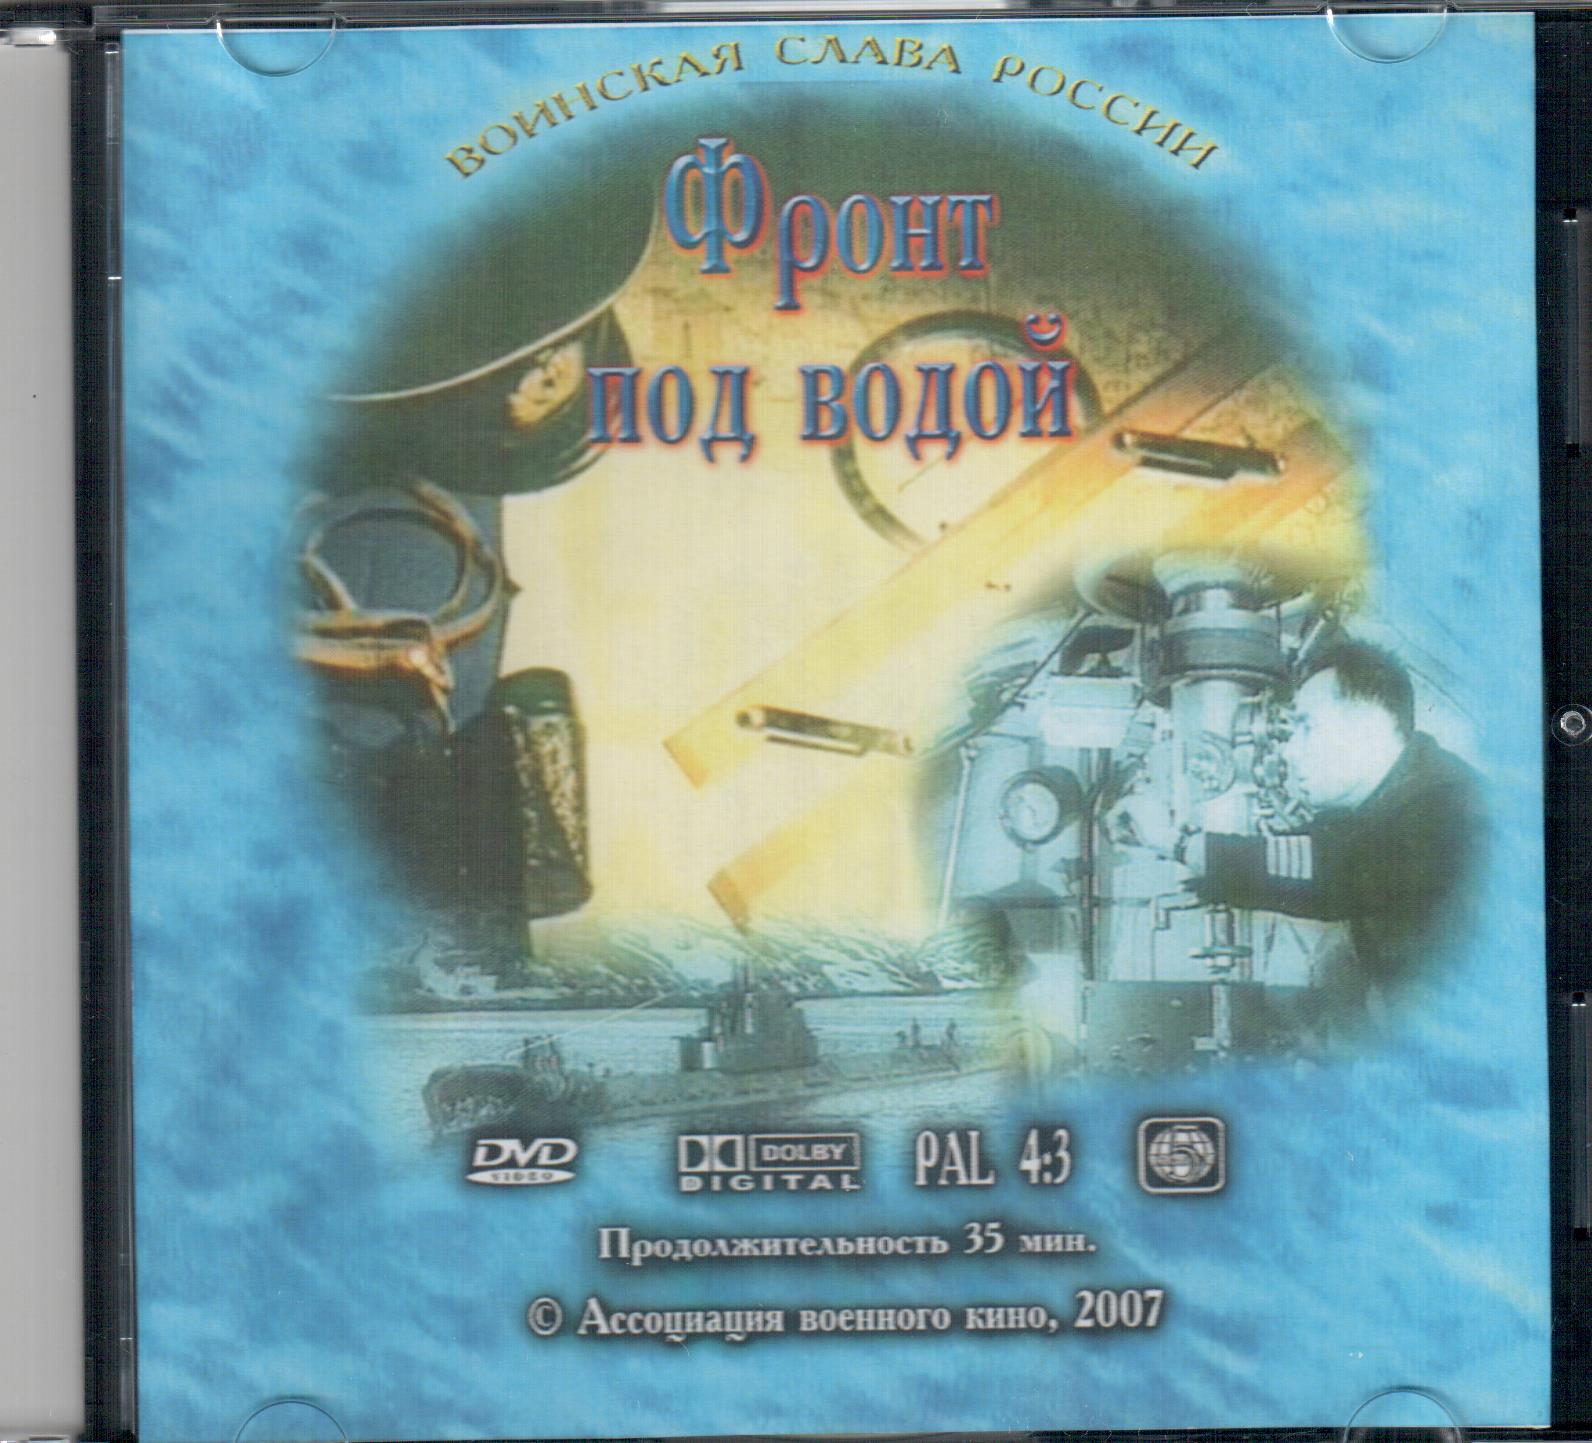 ВОИНСКАЯ СЛАВА РОССИИ
Фронт
под водой
DVD VIDEO DOLBY DIGITAL PAL 4:3 5
Продолжительность 35 мин.
© Ассоциация военного кино, 2007